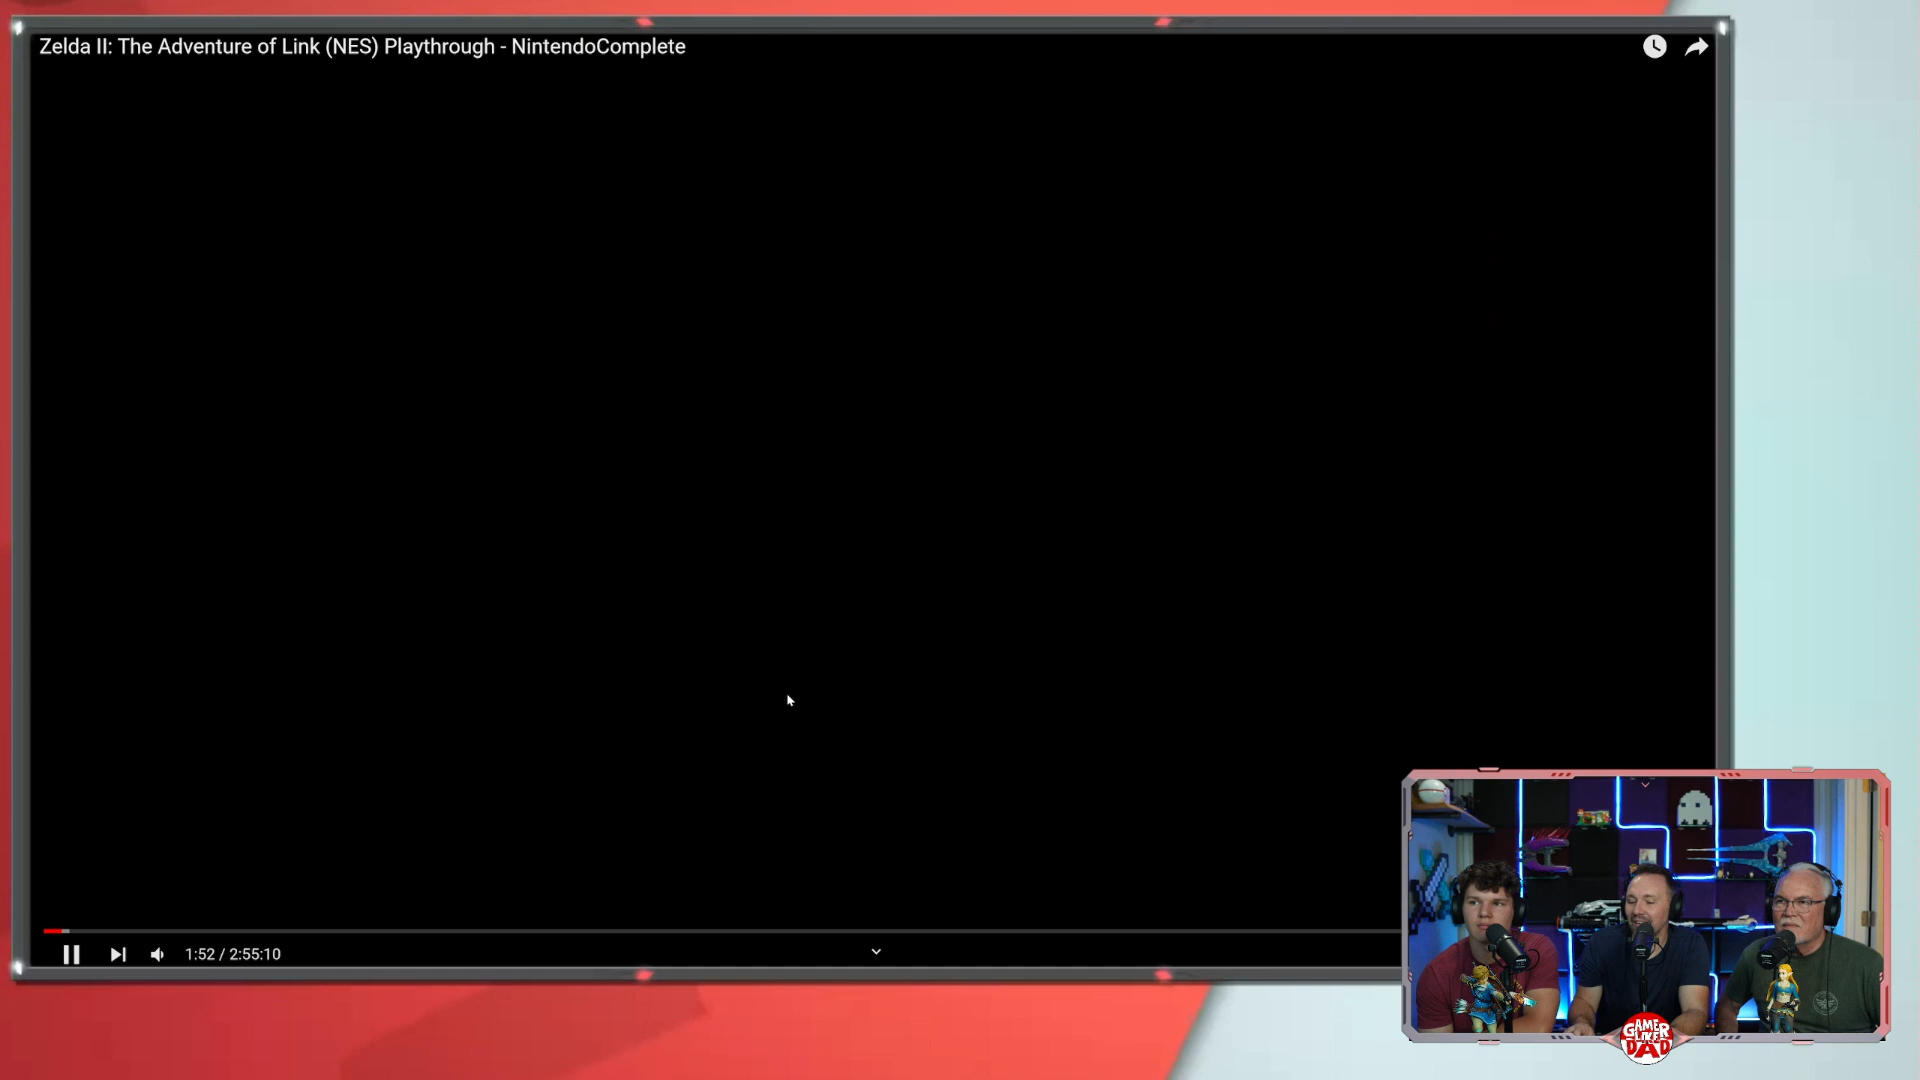 Zelda II: The Adventure of Link (NES) Playthrough - NintendoComplete
1:52 / 2:55:10
GAMER
LIKE
DAD